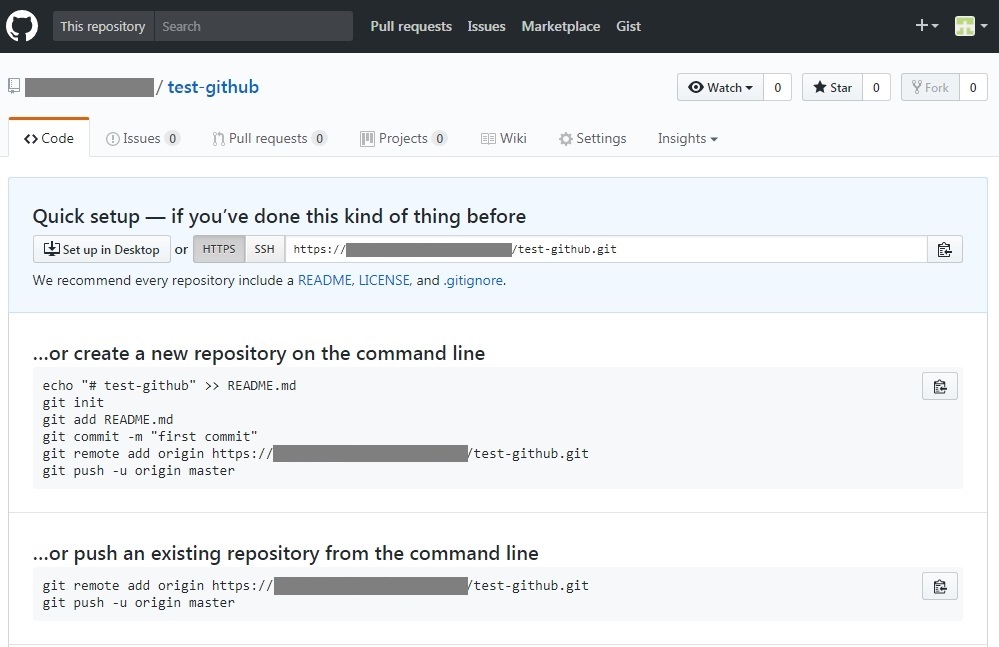 This repository Search Pull requests Issues Marketplace Gist
/ test-github Watch 0 Star 0 Fork 0
Code Issues 0 Pull requests 0 Projects 0 Wiki Settings Insights
Quick setup — if you’ve done this kind of thing before
Set up in Desktop or HTTPS SSH https:// /test-github.git
We recommend every repository include a README, LICENSE, and .gitignore.
…or create a new repository on the command line
echo "# test-github" >> README.md
git init
git add README.md
git commit -m "first commit"
git remote add origin https:// /test-github.git
git push -u origin master
…or push an existing repository from the command line
git remote add origin https:// /test-github.git
git push -u origin master